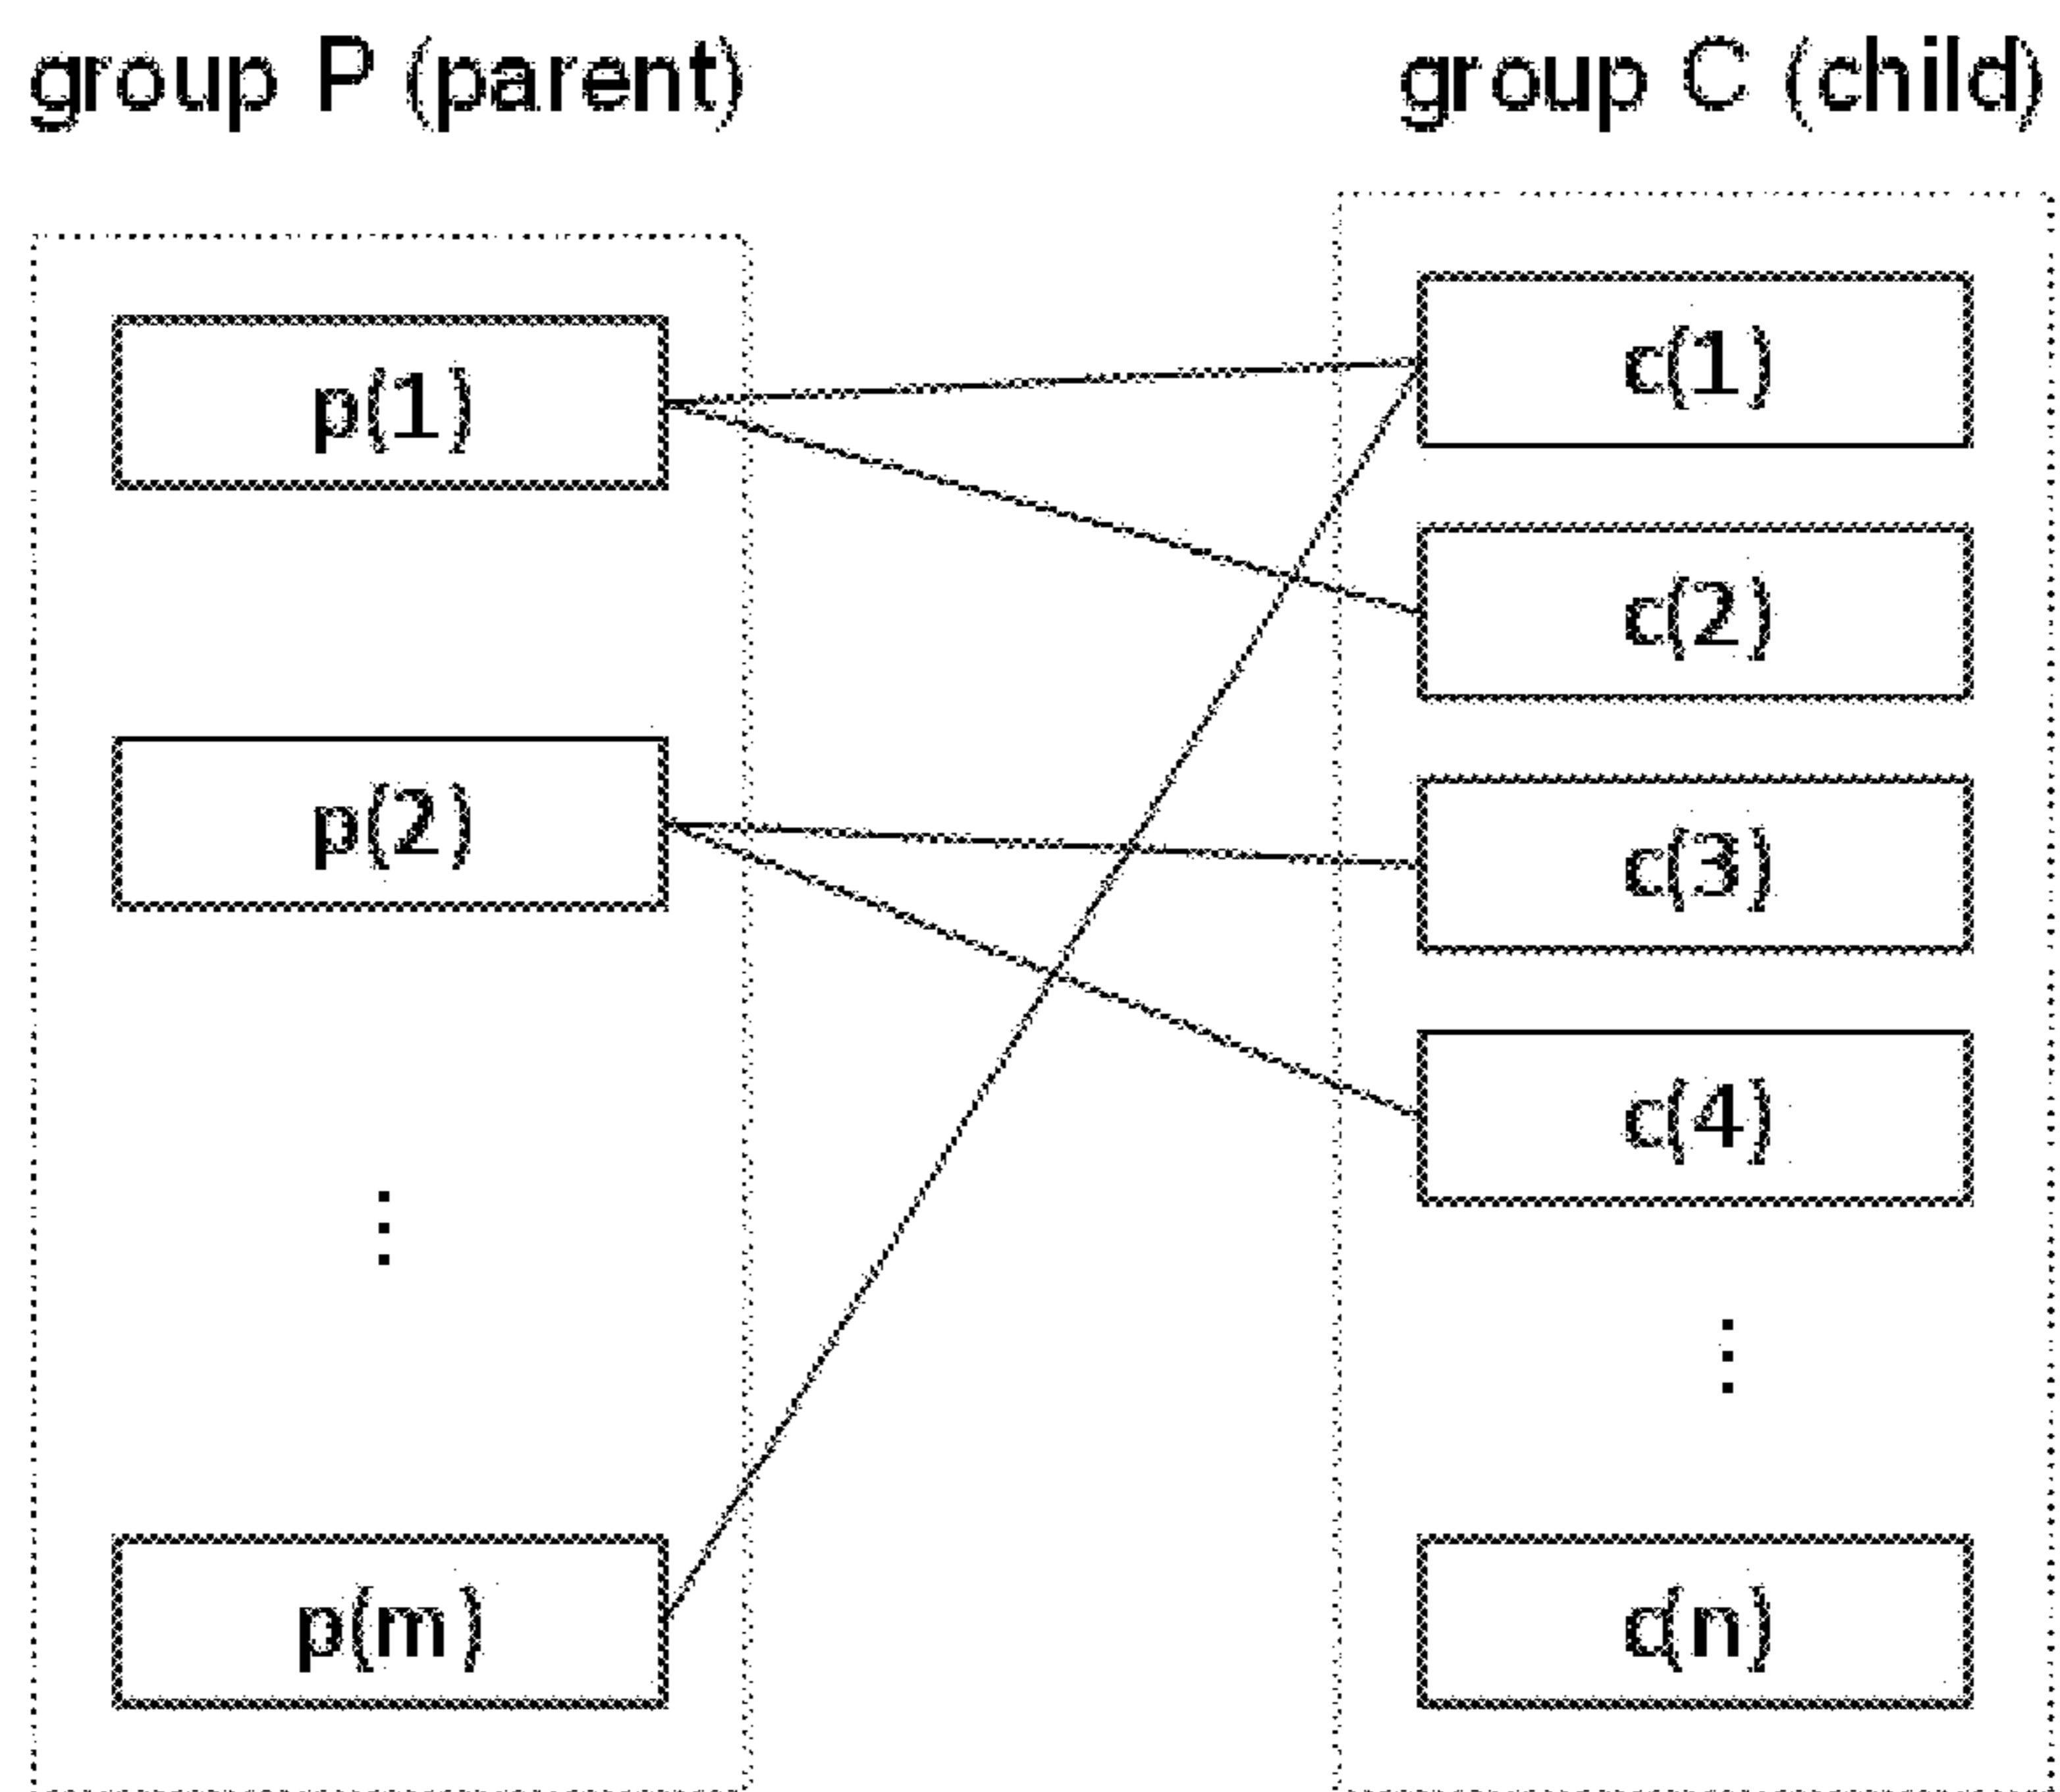 group P (parent)
group C (child)
p(1)
c(1)
c(2)
p(2)
c(3)
c(4)
⋮
⋮
p(m)
c(n)